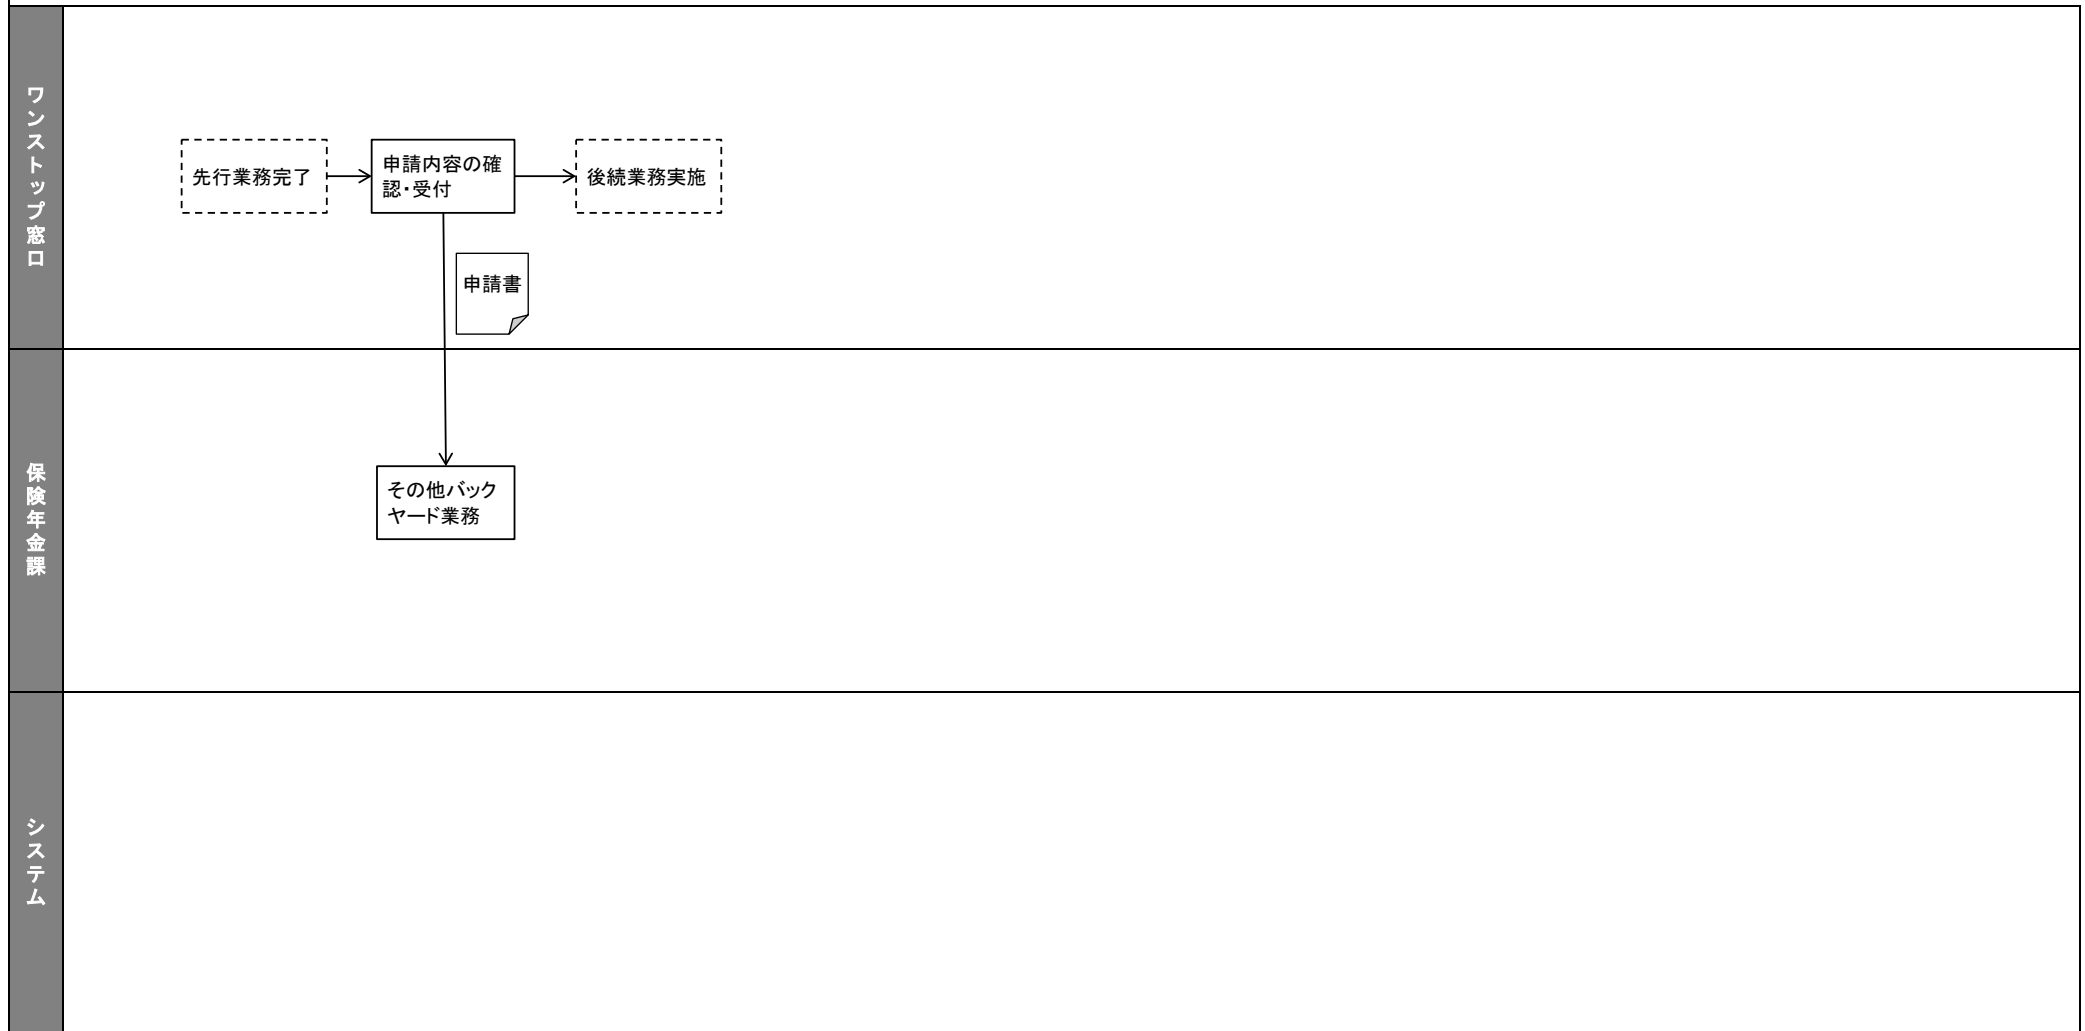 ワンストップ窓口
先行業務完了
申請内容の確
認・受付
後続業務実施
申請書
保険年金課
その他バック
ヤード業務
システム